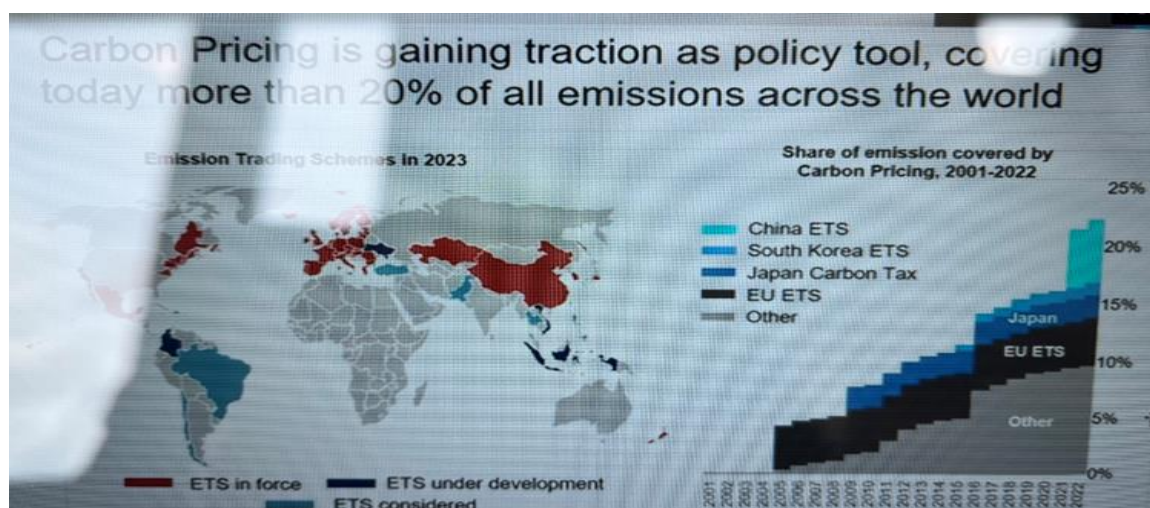 Carbon Pricing is gaining traction as policy tool, covering
today more than 20% of all emissions across the world
Emission Trading Schemes in 2023
ETS in force
ETS under development
ETS considered
Share of emission covered by
Carbon Pricing, 2001-2022
China ETS
South Korea ETS
Japan Carbon Tax
EU ETS
Other
25%
20%
15%
10%
5%
0%
Japan
EU ETS
Other
2001
2002
2003
2004
2005
2006
2007
2008
2009
2010
2011
2012
2013
2014
2015
2016
2017
2018
2019
2020
2021
2022